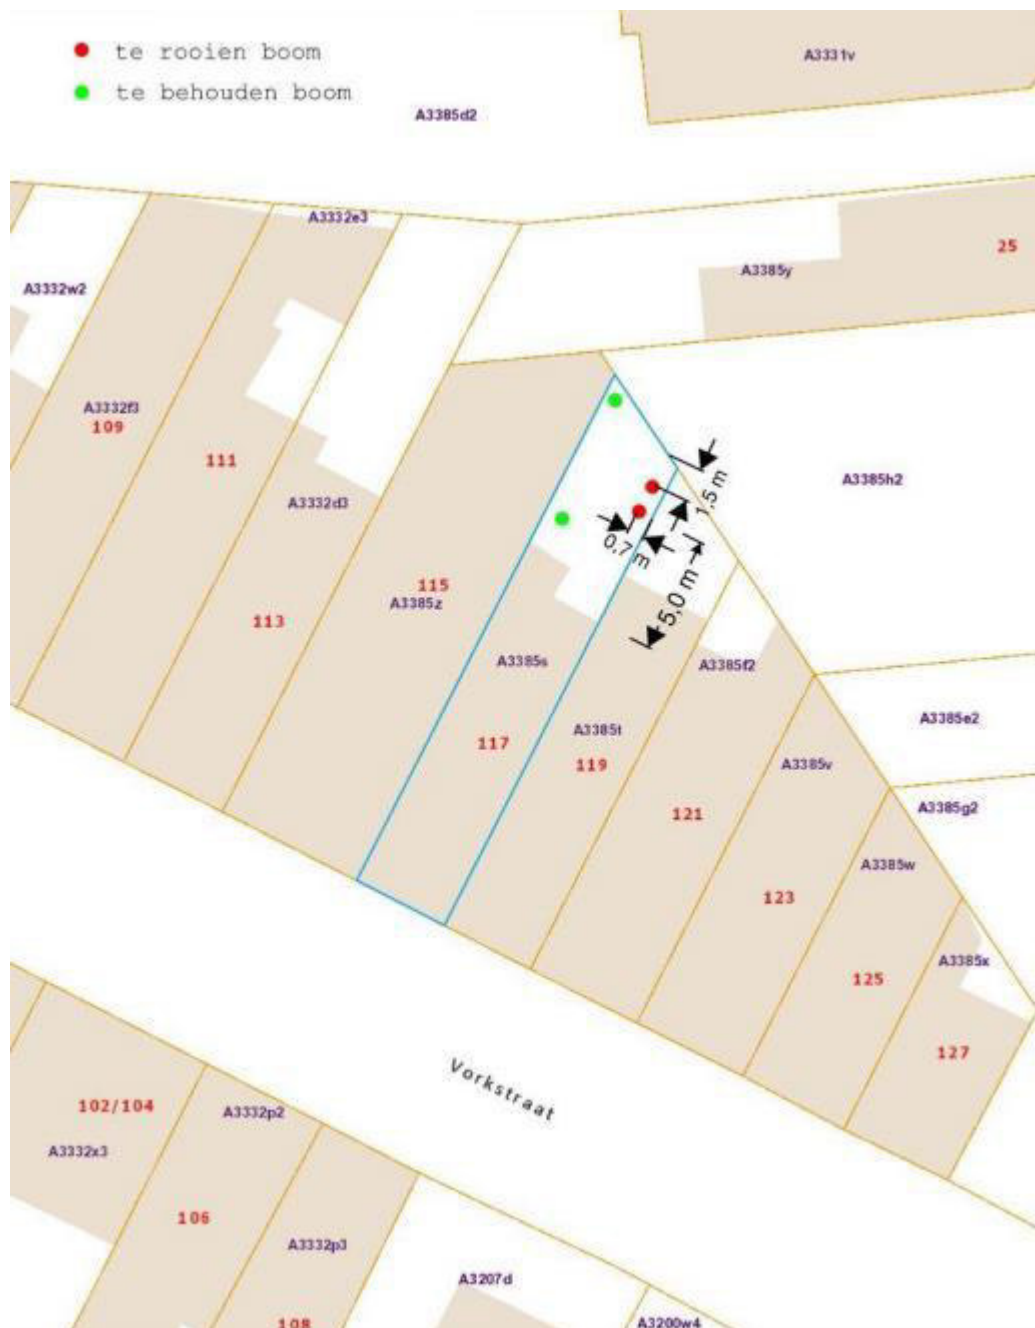 te rooien boom
te behouden boom
A3331v
A3385d2
A3332e3
25
A3385y
A3332w2
A3332f3
109
111
A3385h2
1,5 m
A3332d3
0,7 m
115
A3385z
5,0 m
113
A3385s
A3385f2
117
A3385t
119
A3385e2
A3385v
121
A3385g2
A3385w
123
A3385x
125
127
Vorkstraat
102/104
A3332p2
A3332x3
106
A3332p3
A3207d
108
A3200w4